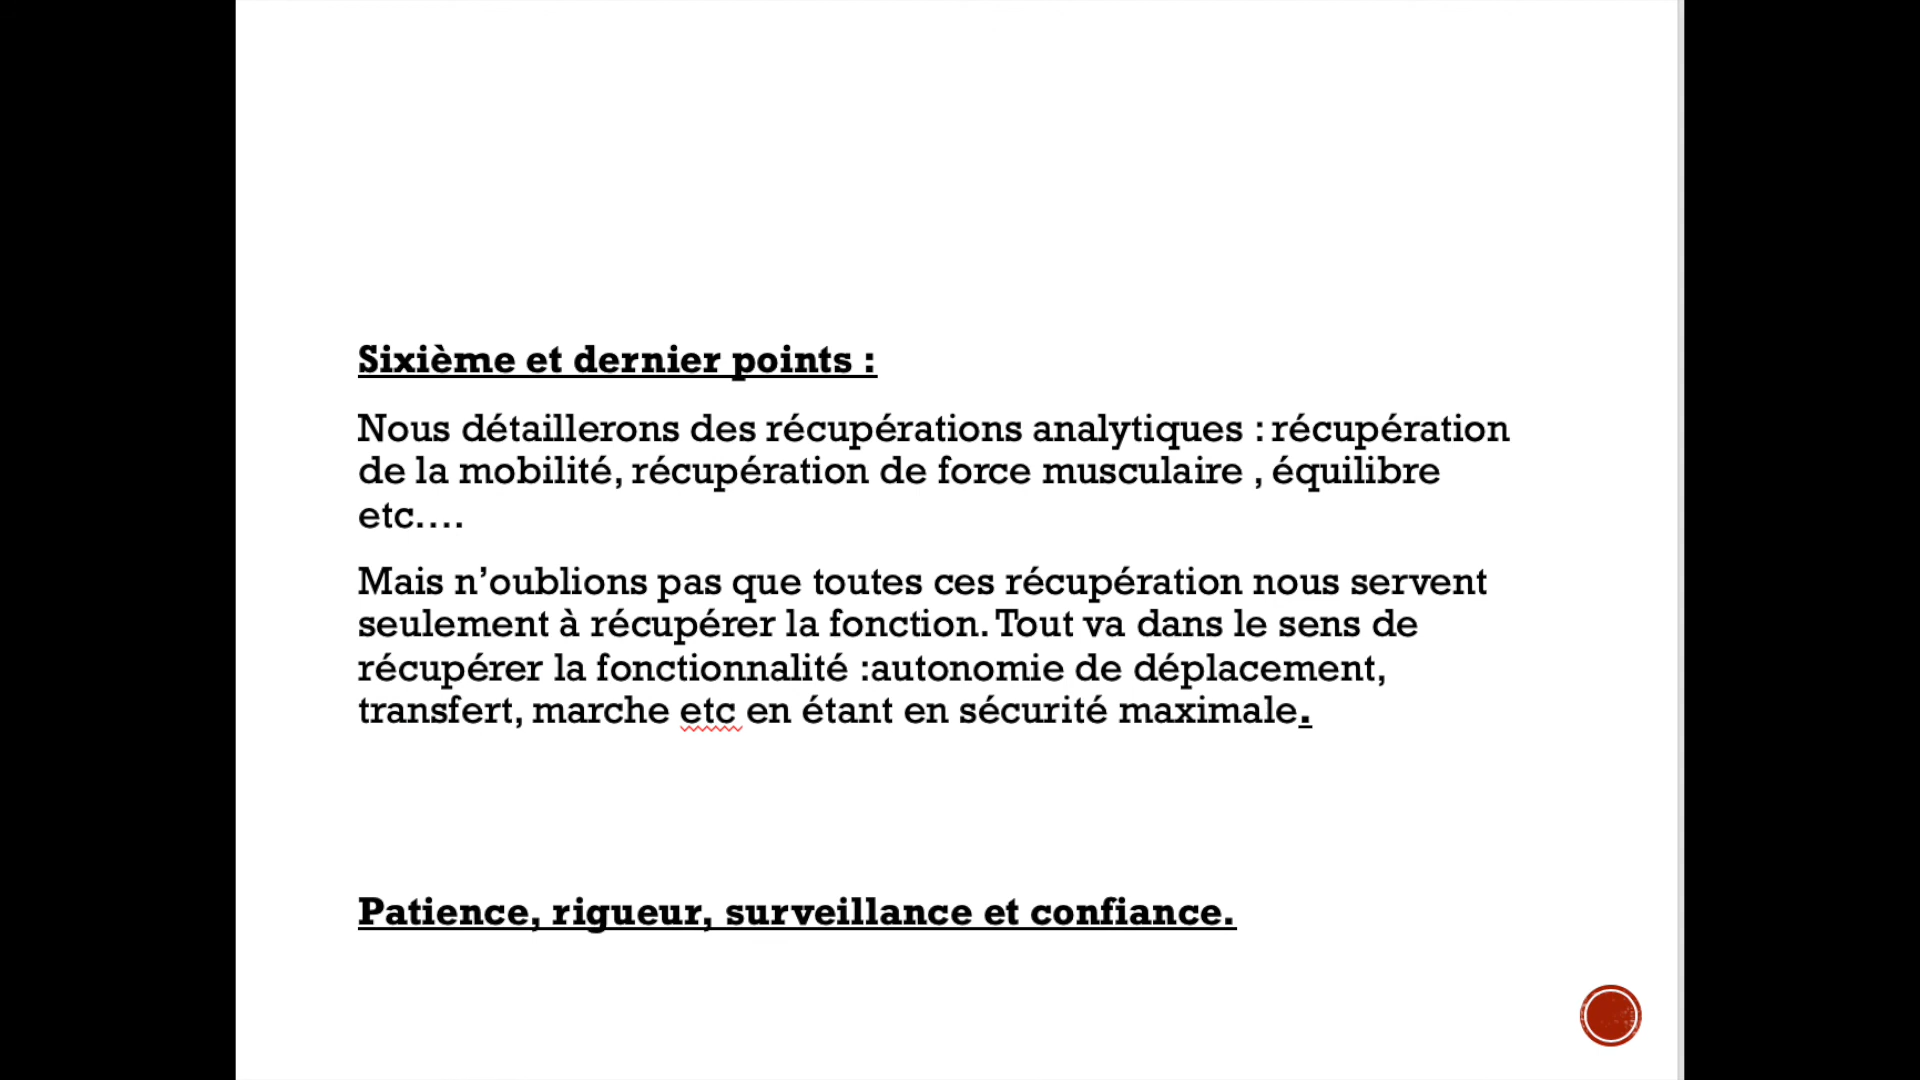 Sixième et dernier points :
Nous détaillerons des récupérations analytiques : récupération
de la mobilité, récupération de force musculaire , équilibre
etc....
Mais n’oublions pas que toutes ces récupération nous servent
seulement à récupérer la fonction. Tout va dans le sens de
récupérer la fonctionnalité :autonomie de déplacement,
transfert, marche etc en étant en sécurité maximale.
Patience, rigueur, surveillance et confiance.